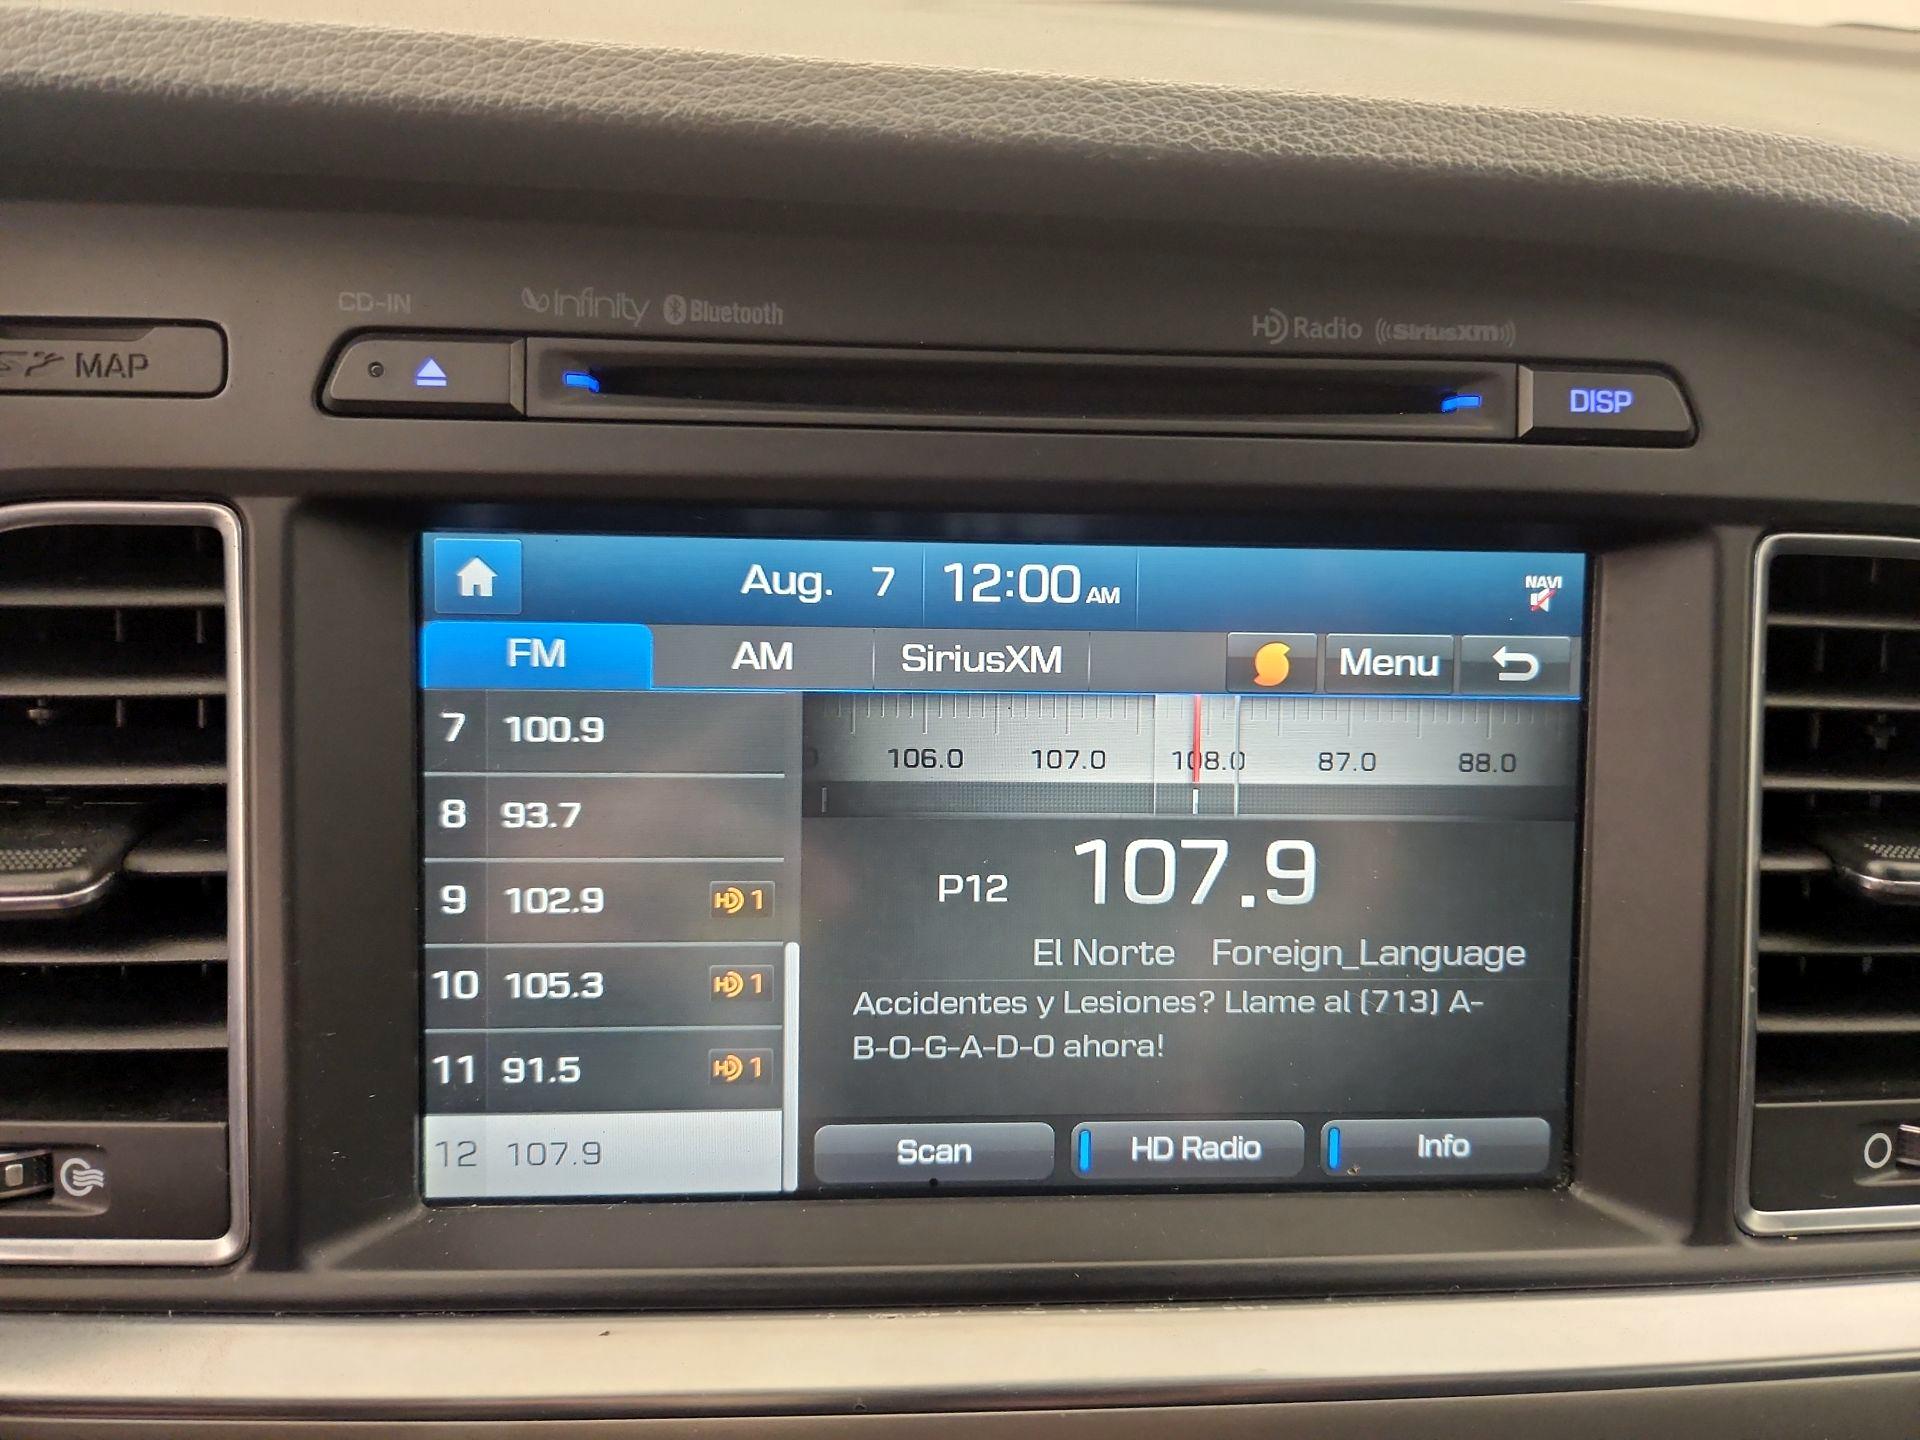 CD-IN
Infinity Bluetooth
HD Radio ((SiriusXM))
MAP
DISP
Aug. 7 12:00 AM
NAVI
FM AM SiriusXM Menu
7 100.9
8 93.7
9 102.9 HD 1
10 105.3 HD 1
11 91.5 HD 1
12 107.9
106.0 107.0 108.0 87.0 88.0
P12 107.9
El Norte Foreign_Language
Accidentes y Lesiones? Llame al (713) A-
B-O-G-A-D-O ahora!
Scan HD Radio Info